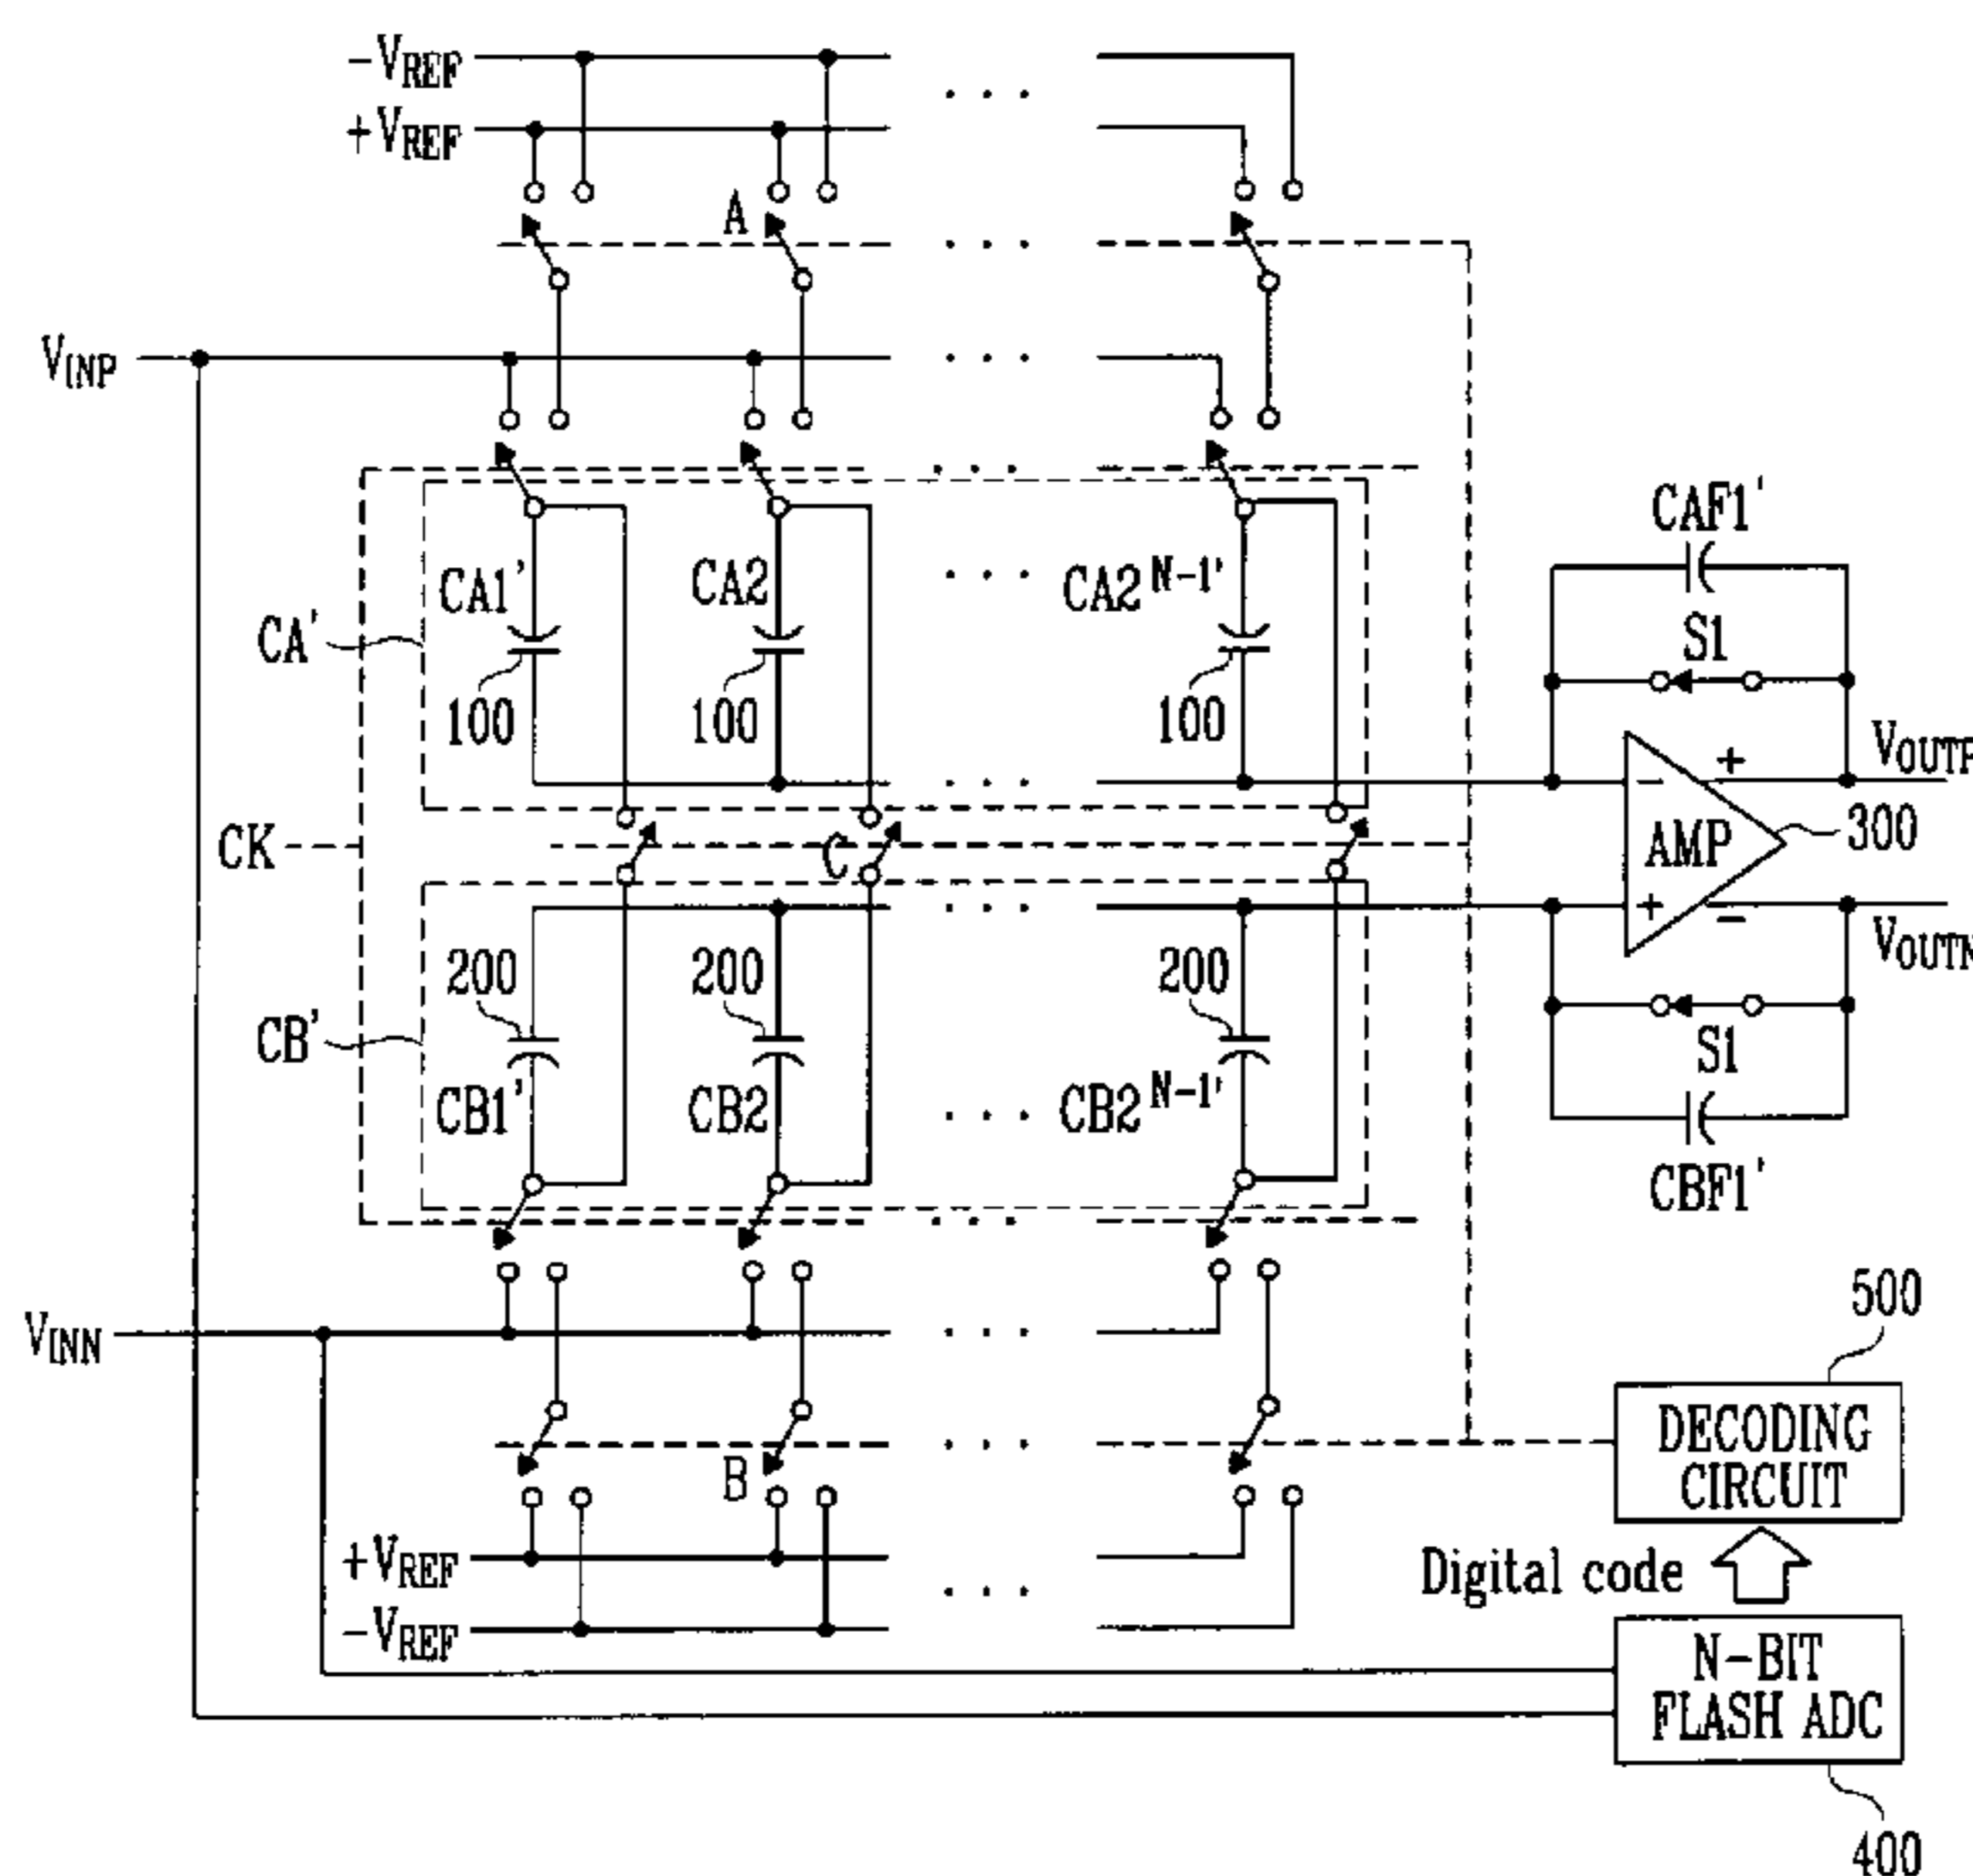 -VREF
+VREF
A
VINP
CA1' CA2 CA2 N-1'
CA'
100 100 100
CAF1'
S1
VOUTP
CK
C
AMP
300
- +
+ -
VOUTN
200 200 200
CB'
CB1' CB2 CB2 N-1'
S1
CBF1'
VINN
B
+VREF
-VREF
500
DECODING
CIRCUIT
Digital code
N-BIT
FLASH ADC
400